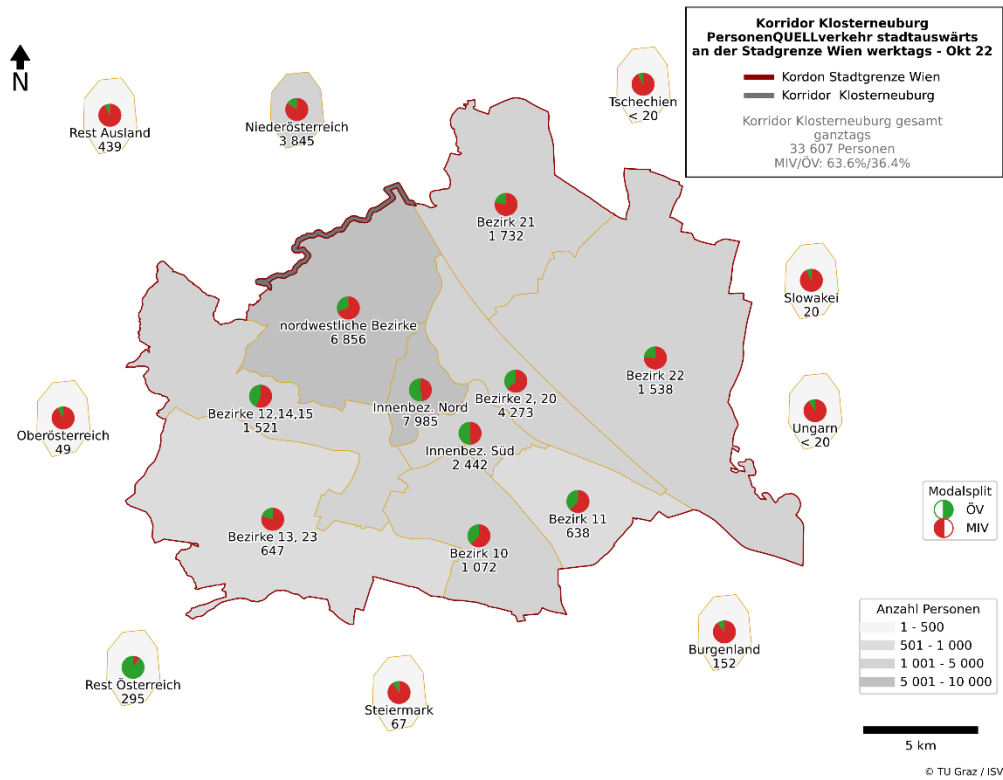 Korridor Klosterneuburg
PersonenQUELLverkehr stadtauswärts
an der Stadgrenze Wien werktags - Okt 22
Kordon Stadtgrenze Wien
Korridor Klosterneuburg
Korridor Klosterneuburg gesamt
ganztags
33 607 Personen
MIV/ÖV: 63.6%/36.4%
N
Rest Ausland
439
Niederösterreich
3 845
Tschechien
< 20
Bezirk 21
1 732
Slowakei
20
nordwestliche Bezirke
6 856
Bezirk 22
1 538
Bezirke 12,14,15
1 521
Innenbez. Nord
7 985
Bezirke 2, 20
4 273
Oberösterreich
49
Ungarn
< 20
Innenbez. Süd
2 442
Bezirke 13, 23
647
Bezirk 10
1 072
Bezirk 11
638
Modalsplit
ÖV
MIV
Burgenland
152
Rest Österreich
295
Steiermark
67
Anzahl Personen
1 - 500
501 - 1 000
1 001 - 5 000
5 001 - 10 000
5 km
© TU Graz / ISV